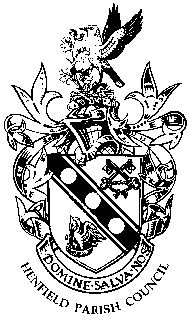 DOMINE·SALVA·NOS
HENFIELD PARISH COUNCIL